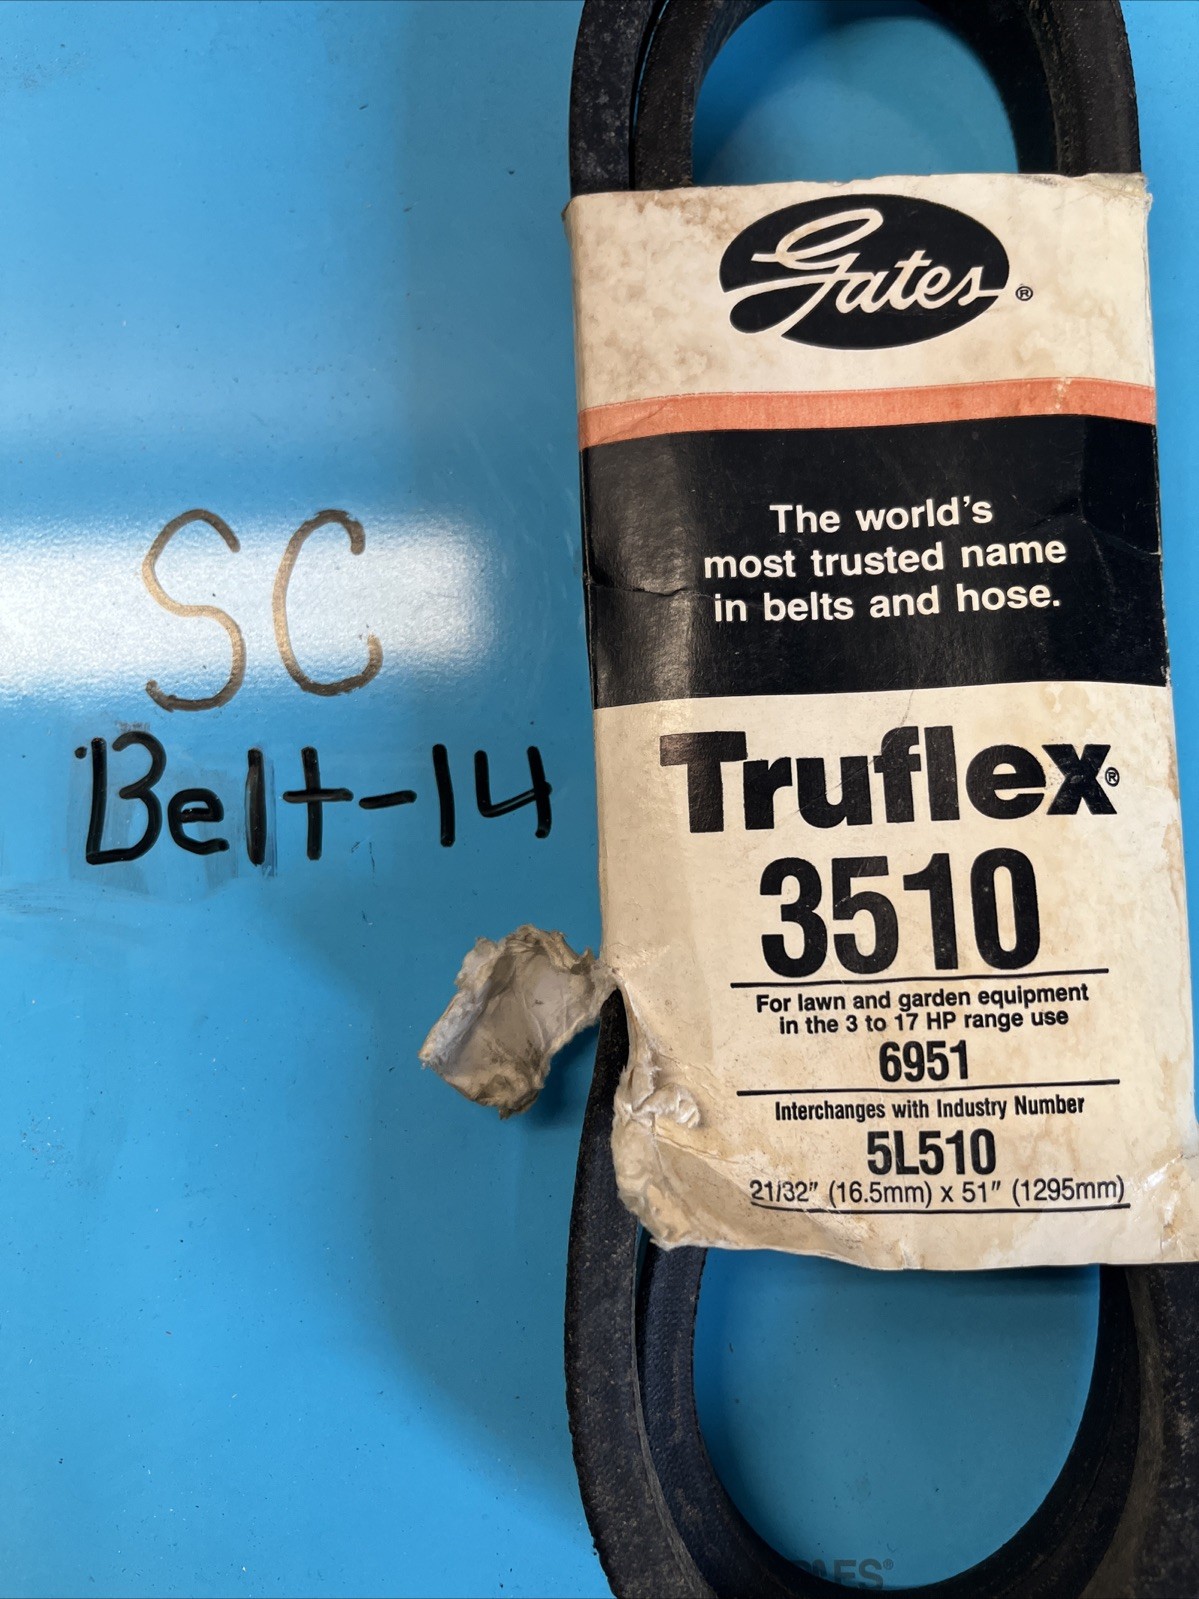 SC
Belt-14
Gates®
The world's
most trusted name
in belts and hose.
Truflex®
3510
For lawn and garden equipment
in the 3 to 17 HP range use
6951
Interchanges with Industry Number
5L510
21/32" (16.5mm) x 51" (1295mm)